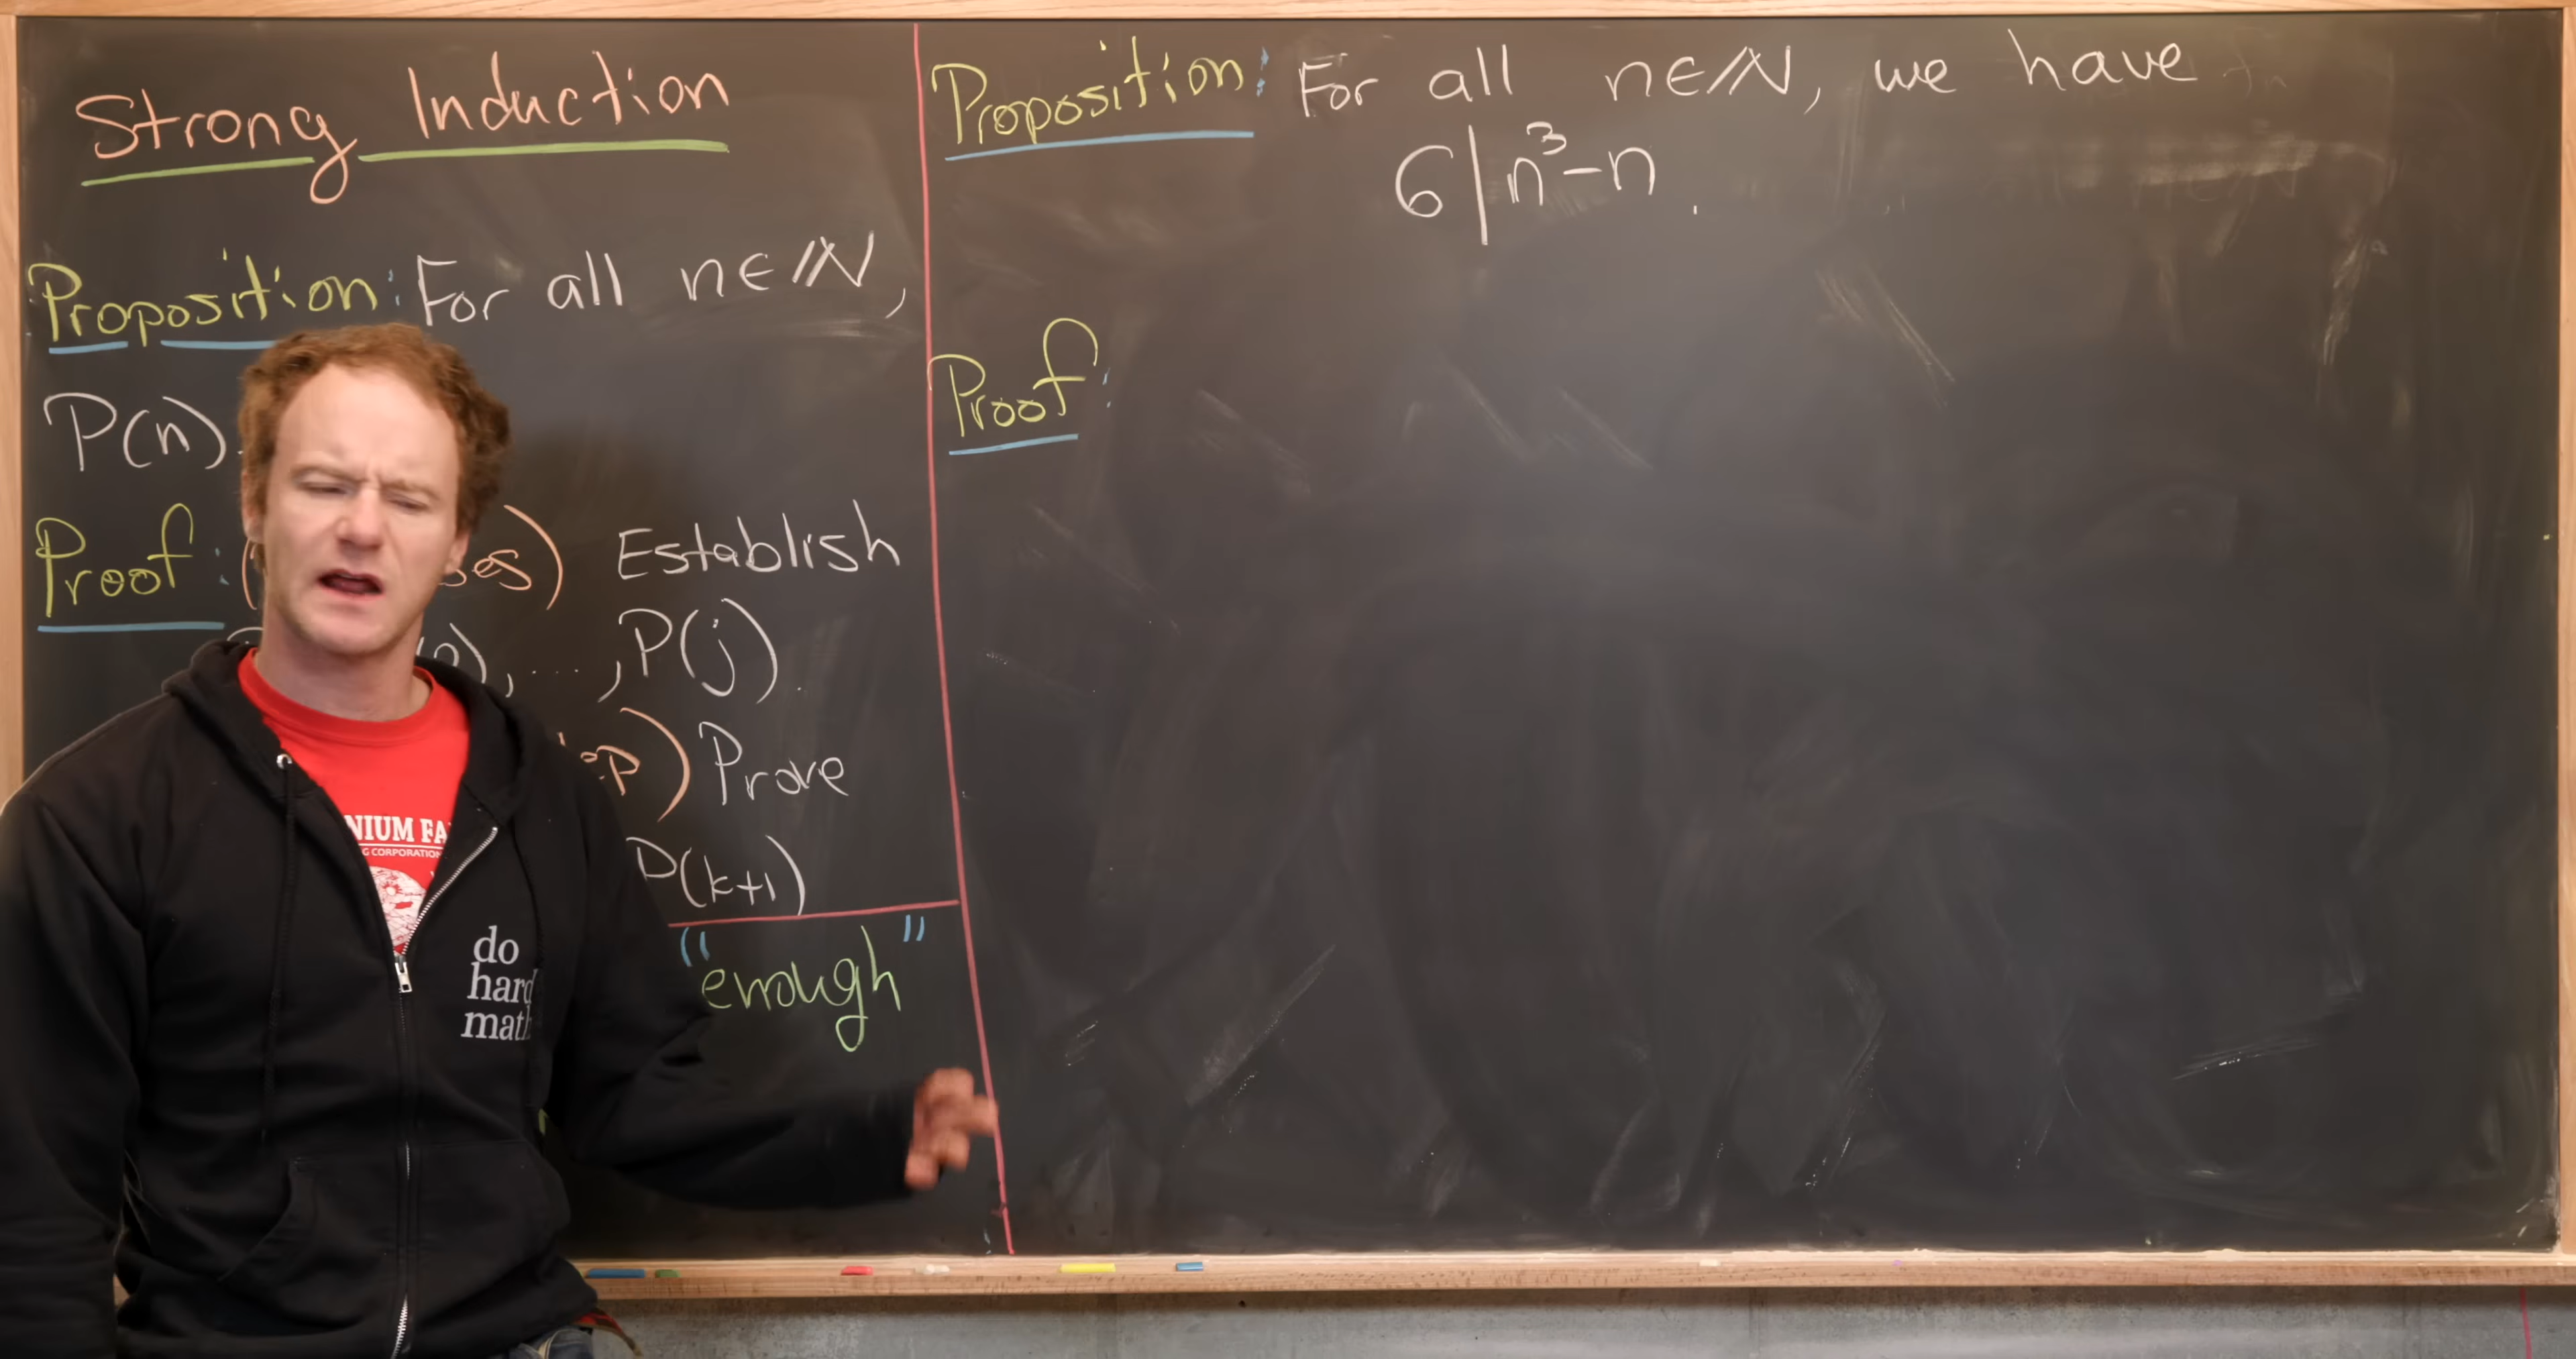 Strong Induction
Proposition: For all n∈ℕ,
P(n).
Proof: Establish
, ..., P(j).
Prove
P(k+1)
"enough"
Proposition: For all n∈ℕ, we have
6|n³-n.
Proof:
NIUM FA
G CORPORATION
do
hard
math